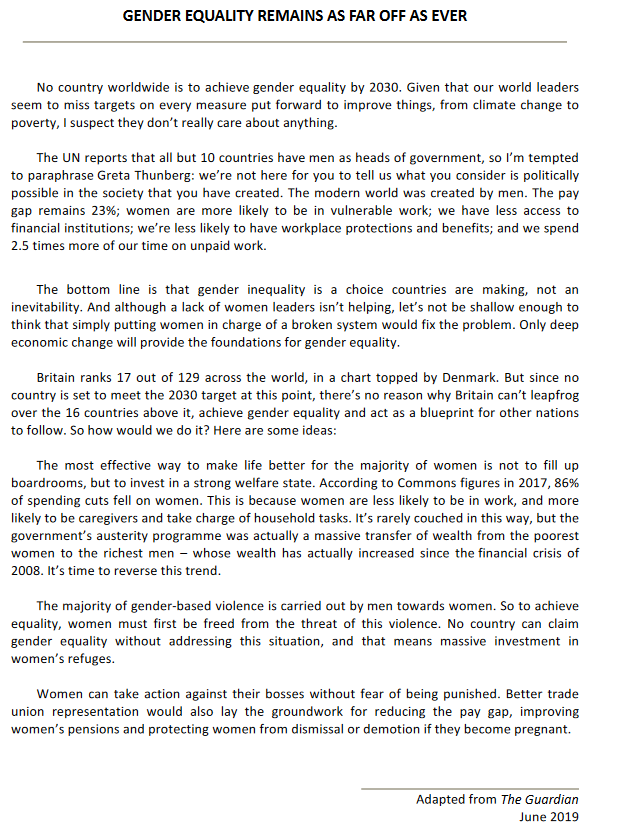 GENDER EQUALITY REMAINS AS FAR OFF AS EVER
No country worldwide is to achieve gender equality by 2030. Given that our world leaders
seem to miss targets on every measure put forward to improve things, from climate change to
poverty, I suspect they don't really care about anything.
The UN reports that all but 10 countries have men as heads of government, so I'm tempted
to paraphrase Greta Thunberg: we're not here for you to tell us what you consider is politically
possible in the society that you have created. The modern world was created by men. The pay
gap remains 23%; women are more likely to be in vulnerable work; we have less access to
financial institutions; we're less likely to have workplace protections and benefits; and we spend
2.5 times more of our time on unpaid work.
The bottom line is that gender inequality is a choice countries are making, not an
inevitability. And although a lack of women leaders isn't helping, let's not be shallow enough to
think that simply putting women in charge of a broken system would fix the problem. Only deep
economic change will provide the foundations for gender equality.
Britain ranks 17 out of 129 across the world, in a chart topped by Denmark. But since no
country is set to meet the 2030 target at this point, there's no reason why Britain can't leapfrog
over the 16 countries above it, achieve gender equality and act as a blueprint for other nations
to follow. So how would we do it? Here are some ideas:
The most effective way to make life better for the majority of women is not to fill up
boardrooms, but to invest in a strong welfare state. According to Commons figures in 2017, 86%
of spending cuts fell on women. This is because women are less likely to be in work, and more
likely to be caregivers and take charge of household tasks. It's rarely couched in this way, but the
government's austerity programme was actually a massive transfer of wealth from the poorest
women to the richest men – whose wealth has actually increased since the financial crisis of
2008. It's time to reverse this trend.
The majority of gender-based violence is carried out by men towards women. So to achieve
equality, women must first be freed from the threat of this violence. No country can claim
gender equality without addressing this situation, and that means massive investment in
women's refuges.
Women can take action against their bosses without fear of being punished. Better trade
union representation would also lay the groundwork for reducing the pay gap, improving
women's pensions and protecting women from dismissal or demotion if they become pregnant.
Adapted from The Guardian
June 2019